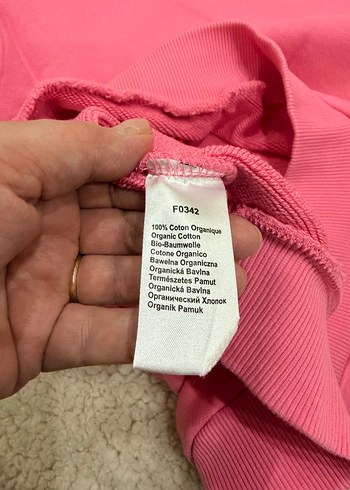 F0342
100% Coton Organique
Organic Cotton
Bio-Baumwolle
Cotone Organico
Bawełna Organiczna
Organická Bavlna
Természetes Pamut
Organická Bavlna
Органический Хлопок
Organik Pamuk